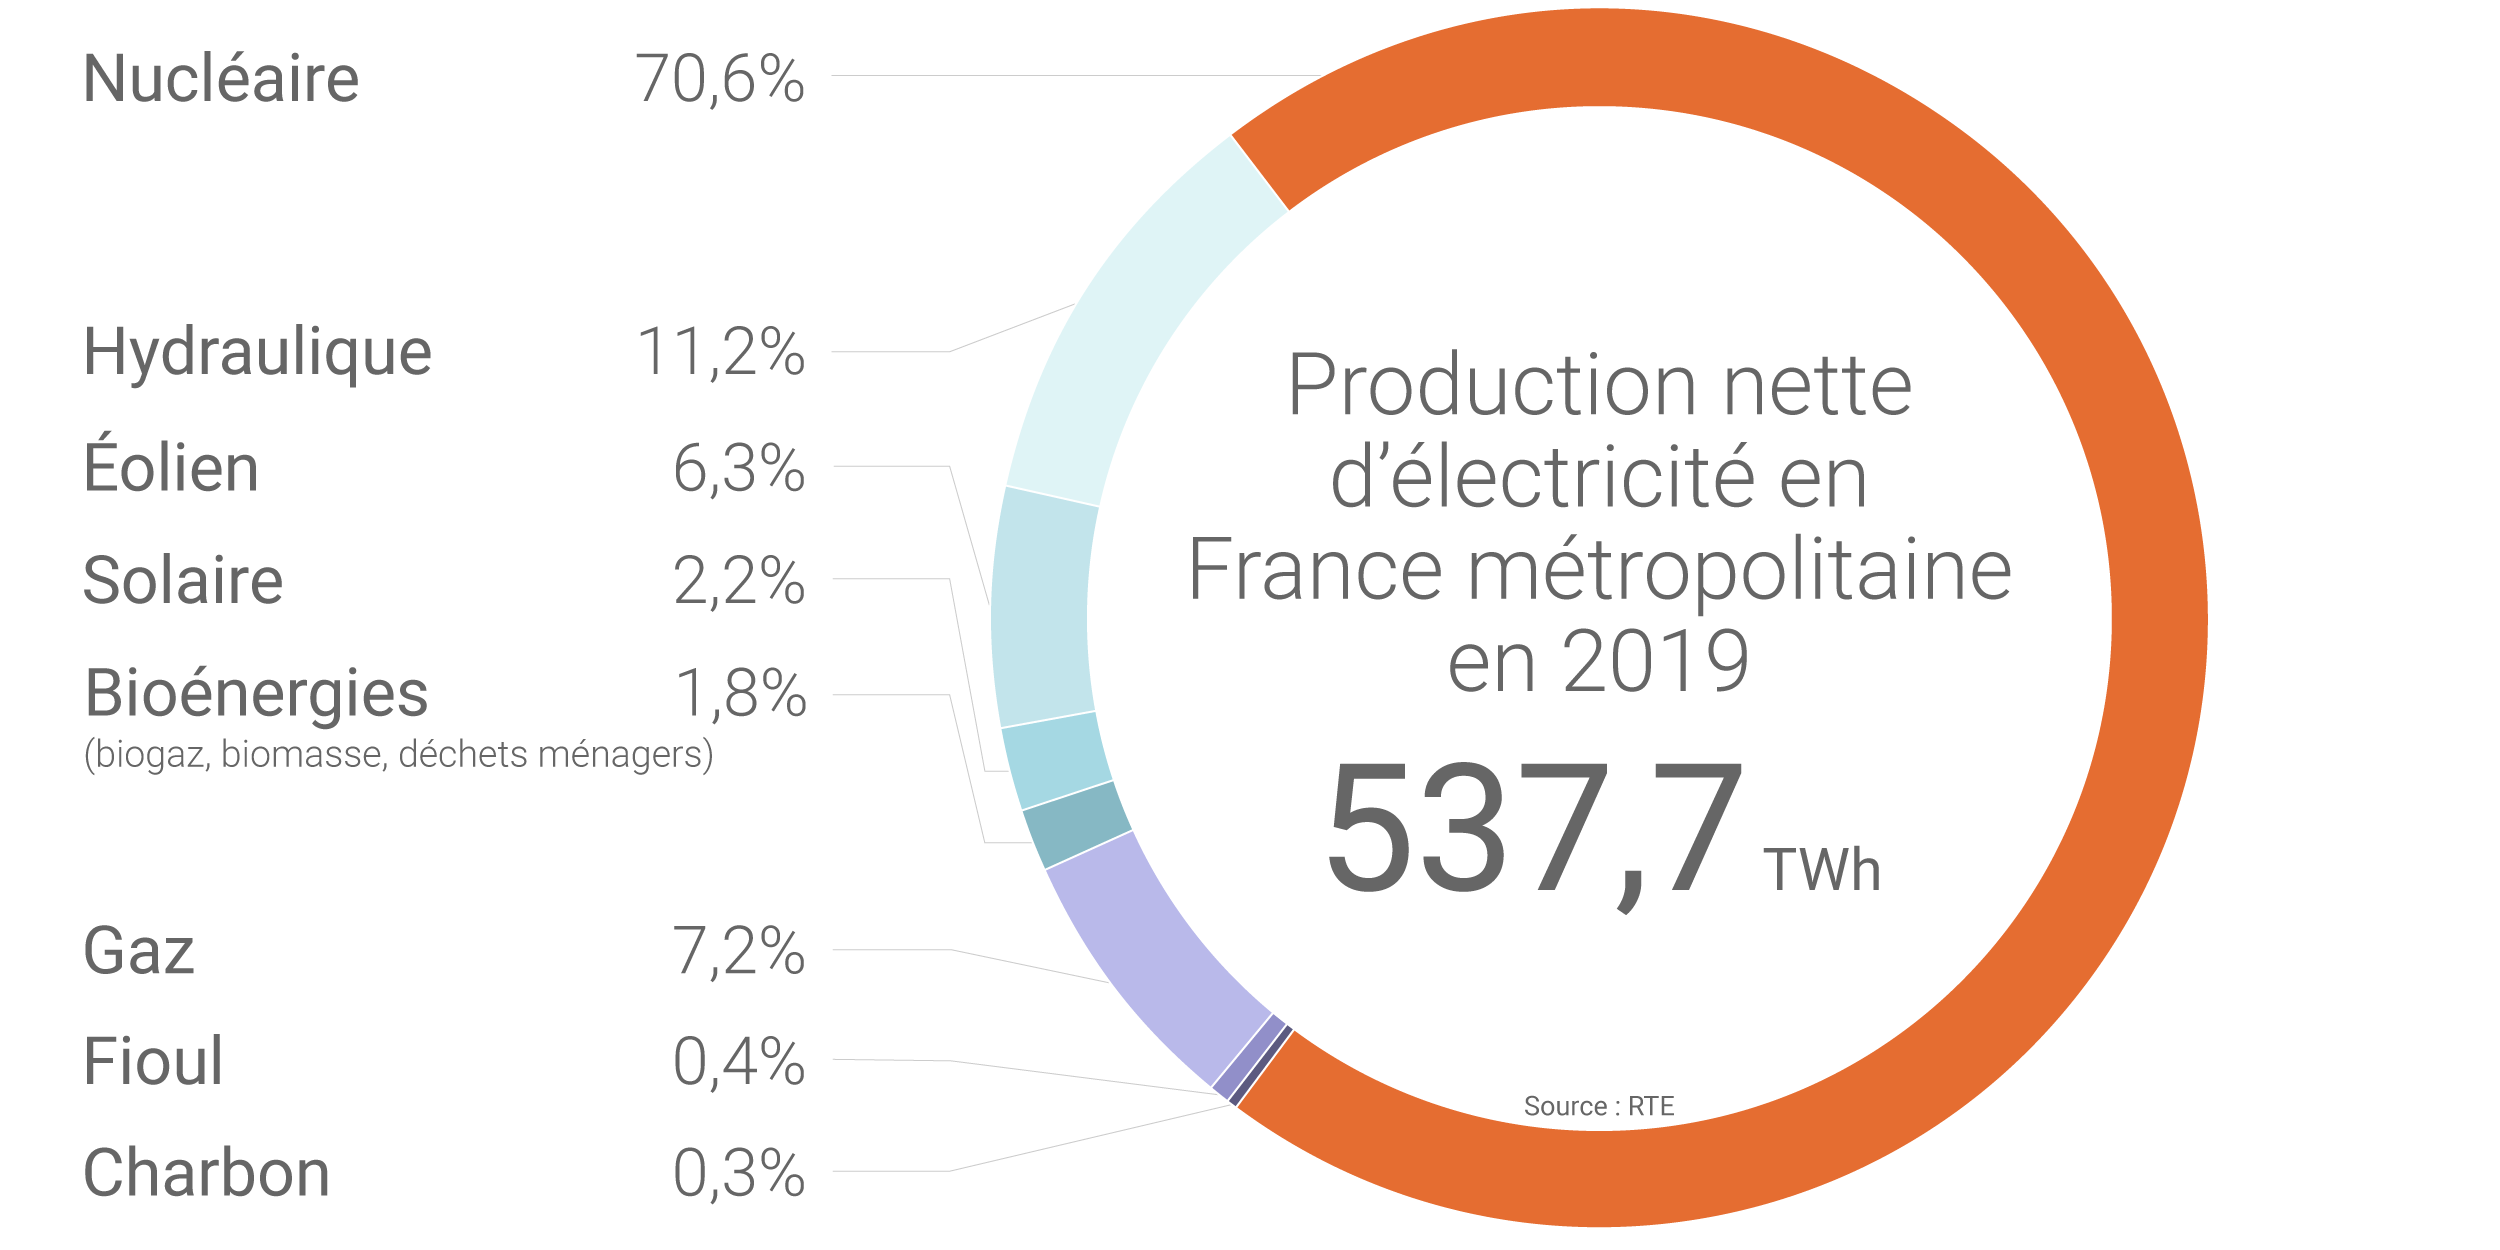 Nucléaire 70,6%
Hydraulique 11,2%
Éolien 6,3%
Solaire 2,2%
Bioénergies 1,8%
(biogaz, biomasse, déchets ménagers)
Gaz 7,2%
Fioul 0,4%
Charbon 0,3%
Production nette
d’électricité en
France métropolitaine
en 2019
537,7 TWh
Source : RTE